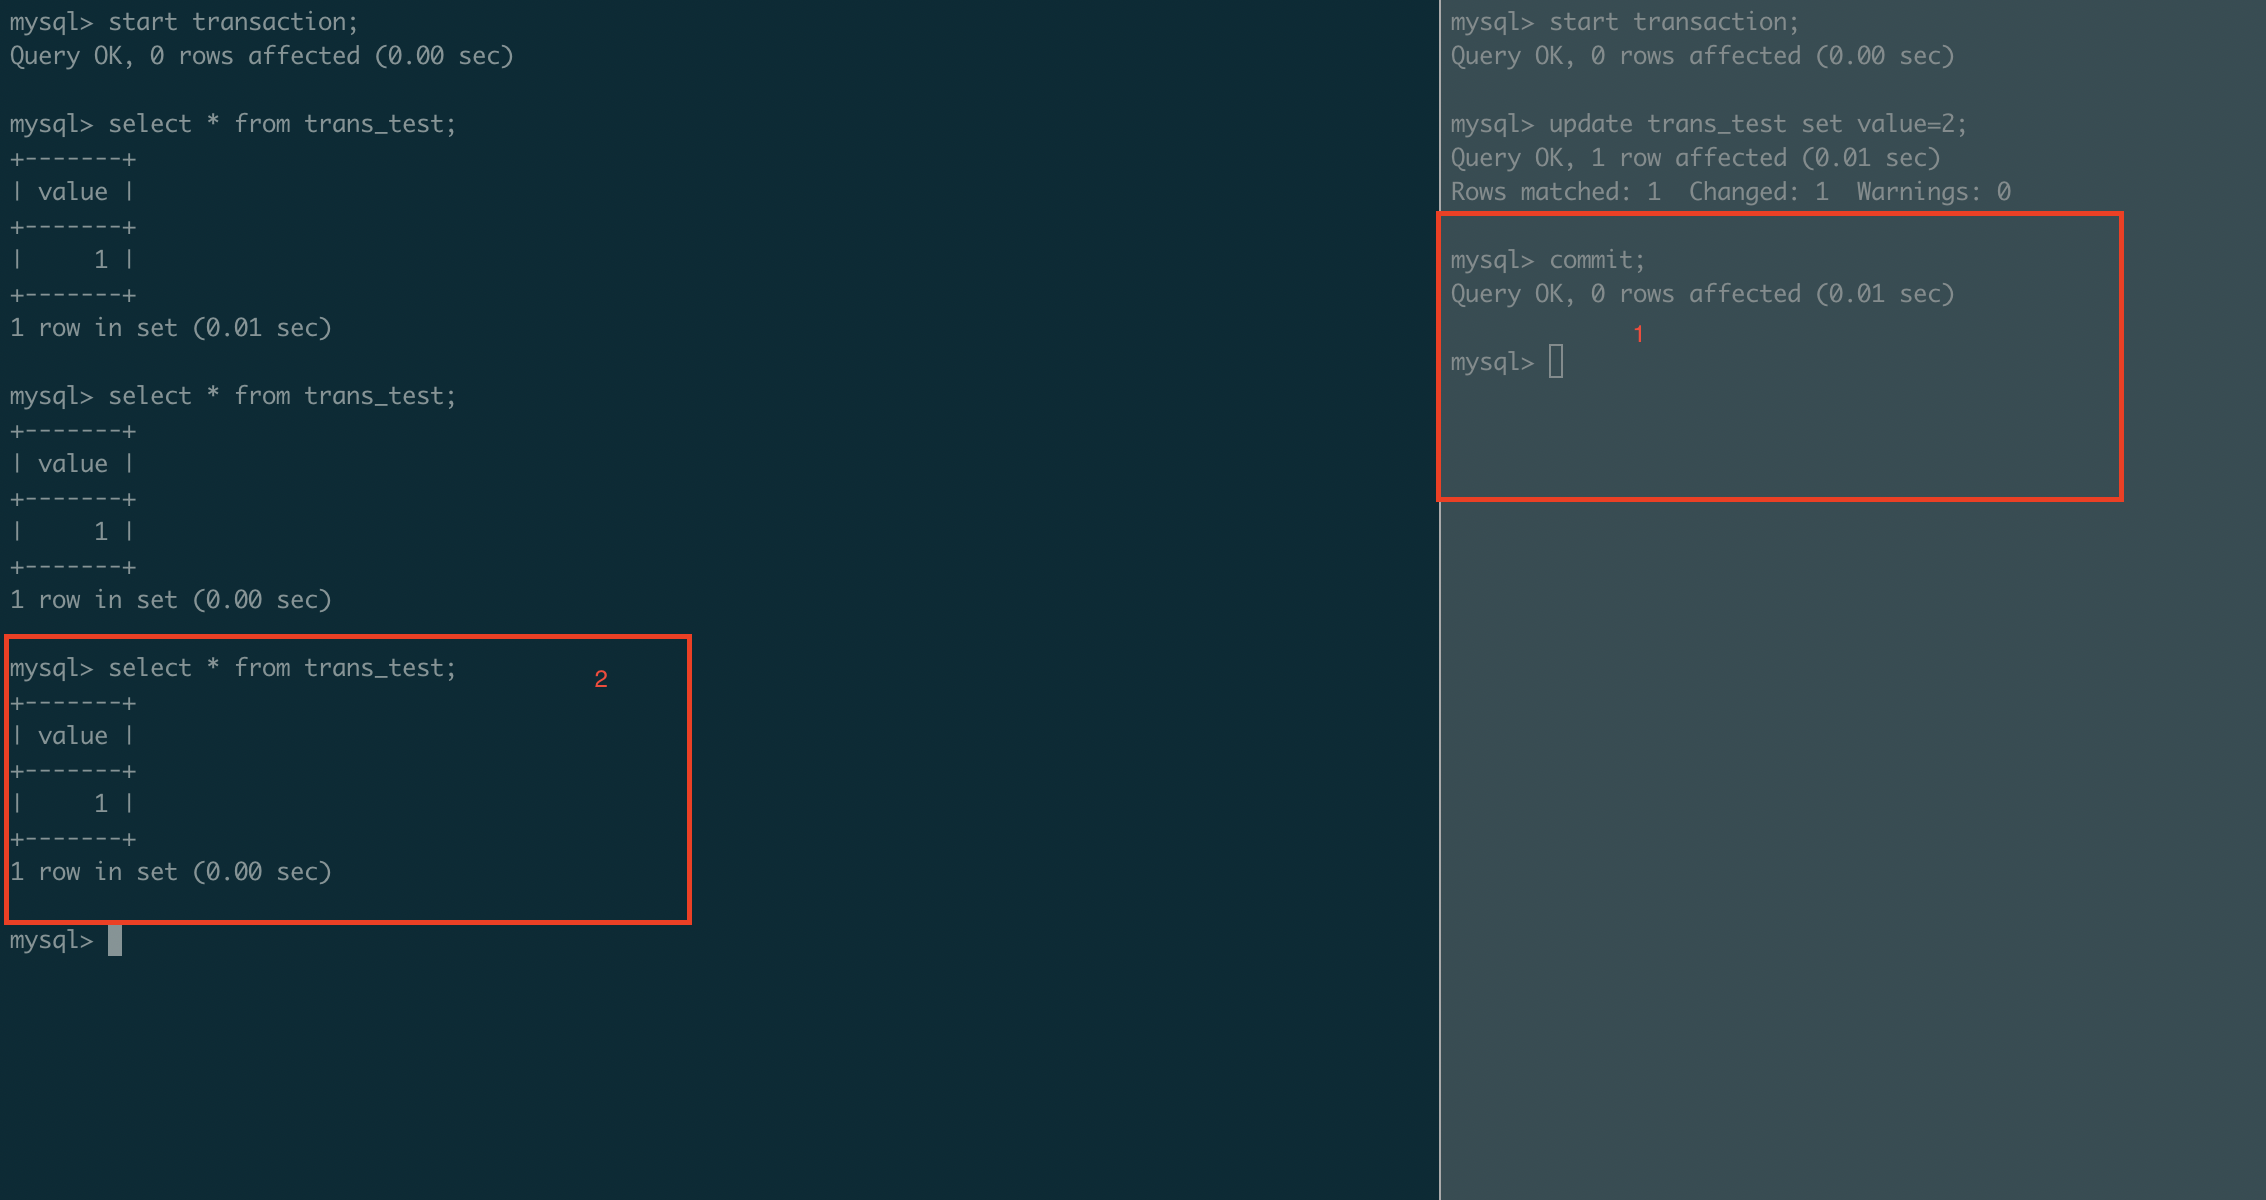 mysql> start transaction;
Query OK, 0 rows affected (0.00 sec)
mysql> select * from trans_test;
+-------+
| value |
+-------+
|     1 |
+-------+
1 row in set (0.01 sec)
mysql> select * from trans_test;
+-------+
| value |
+-------+
|     1 |
+-------+
1 row in set (0.00 sec)
mysql> select * from trans_test;
2
+-------+
| value |
+-------+
|     1 |
+-------+
1 row in set (0.00 sec)
mysql>
mysql> start transaction;
Query OK, 0 rows affected (0.00 sec)
mysql> update trans_test set value=2;
Query OK, 1 row affected (0.01 sec)
Rows matched: 1  Changed: 1  Warnings: 0
mysql> commit;
Query OK, 0 rows affected (0.01 sec)
1
mysql>